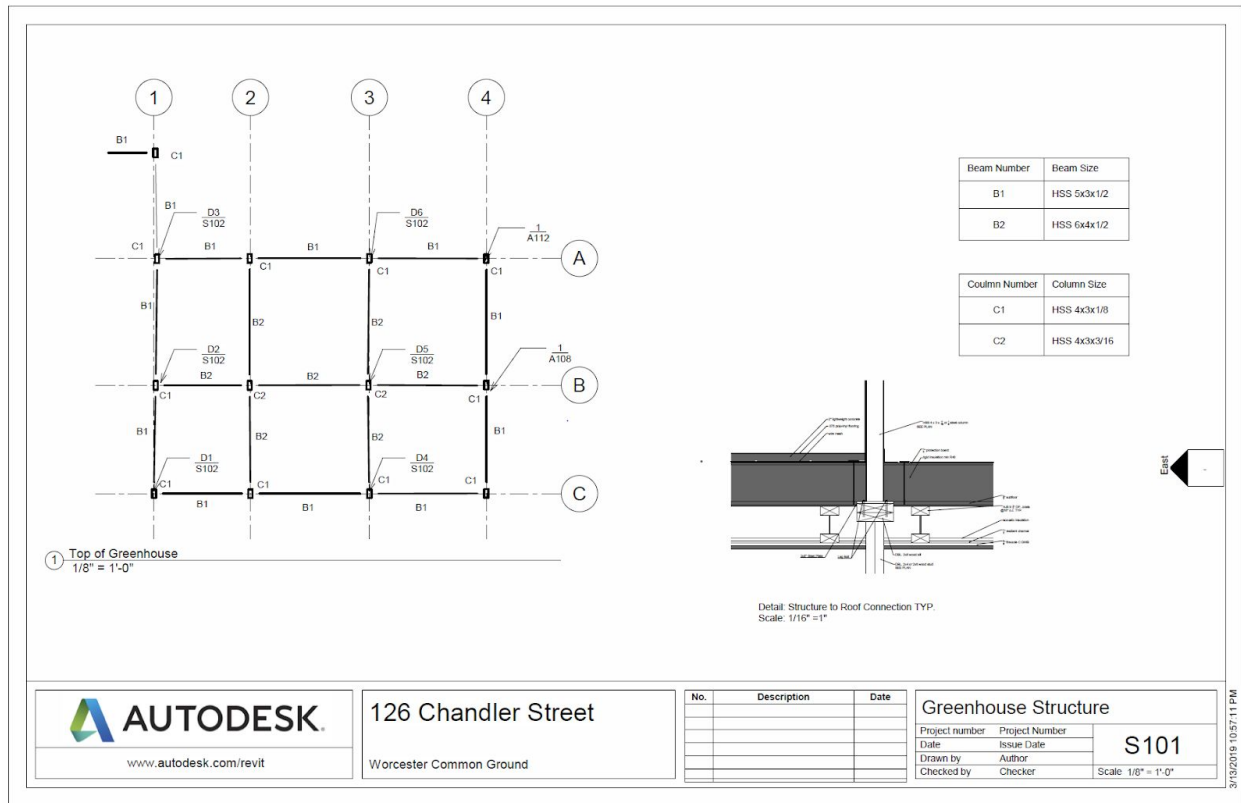 1
2
3
4
B1
C1
B1
D3
S102
D6
S102
1
A112
C1
B1
B1
B1
A
C1
C1
C1
B1
B2
B2
B1
D2
S102
D5
S102
1
A108
B2
B2
B2
B
C1
C2
C2
C1
B1
B2
B2
B1
D1
S102
D4
S102
C1
C1
C1
C1
C
B1
B1
B1
1
Top of Greenhouse
1/8" = 1'-0"
Beam Number Beam Size
B1 HSS 5x3x1/2
B2 HSS 6x4x1/2
Coulmn Number Column Size
C1 HSS 4x3x1/8
C2 HSS 4x3x3/16
East
Detail: Structure to Roof Connection TYP.
Scale: 1/16" =1"
AUTODESK.
www.autodesk.com/revit
126 Chandler Street
Worcester Common Ground
No. Description Date
Greenhouse Structure
Project number Project Number
Date Issue Date
Drawn by Author
Checked by Checker
S101
Scale 1/8" = 1'-0"
3/13/2019 10:57:11 PM